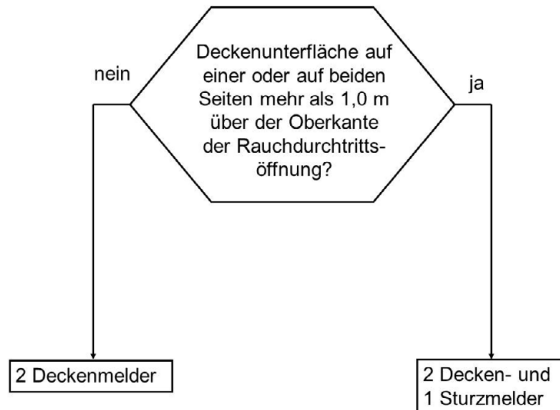 Deckenunterfläche auf
einer oder auf beiden
Seiten mehr als 1,0 m
über der Oberkante
der Rauchdurchtritts-
öffnung?
nein
ja
2 Deckenmelder
2 Decken- und
1 Sturzmelder